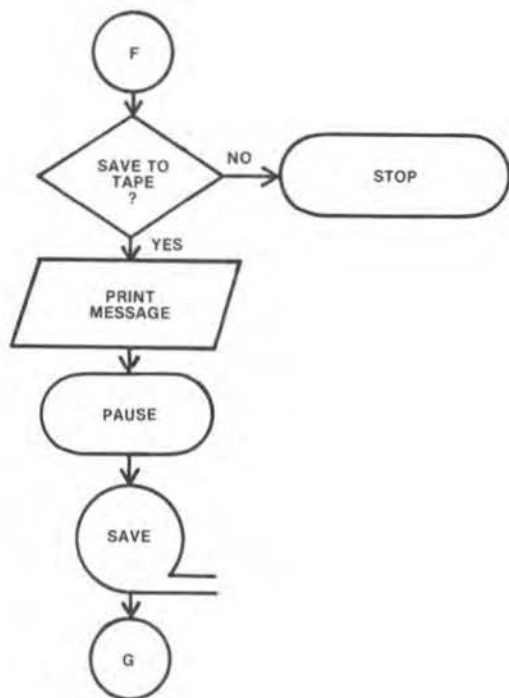 F
SAVE TO
TAPE
?
NO
STOP
YES
PRINT
MESSAGE
PAUSE
SAVE
G